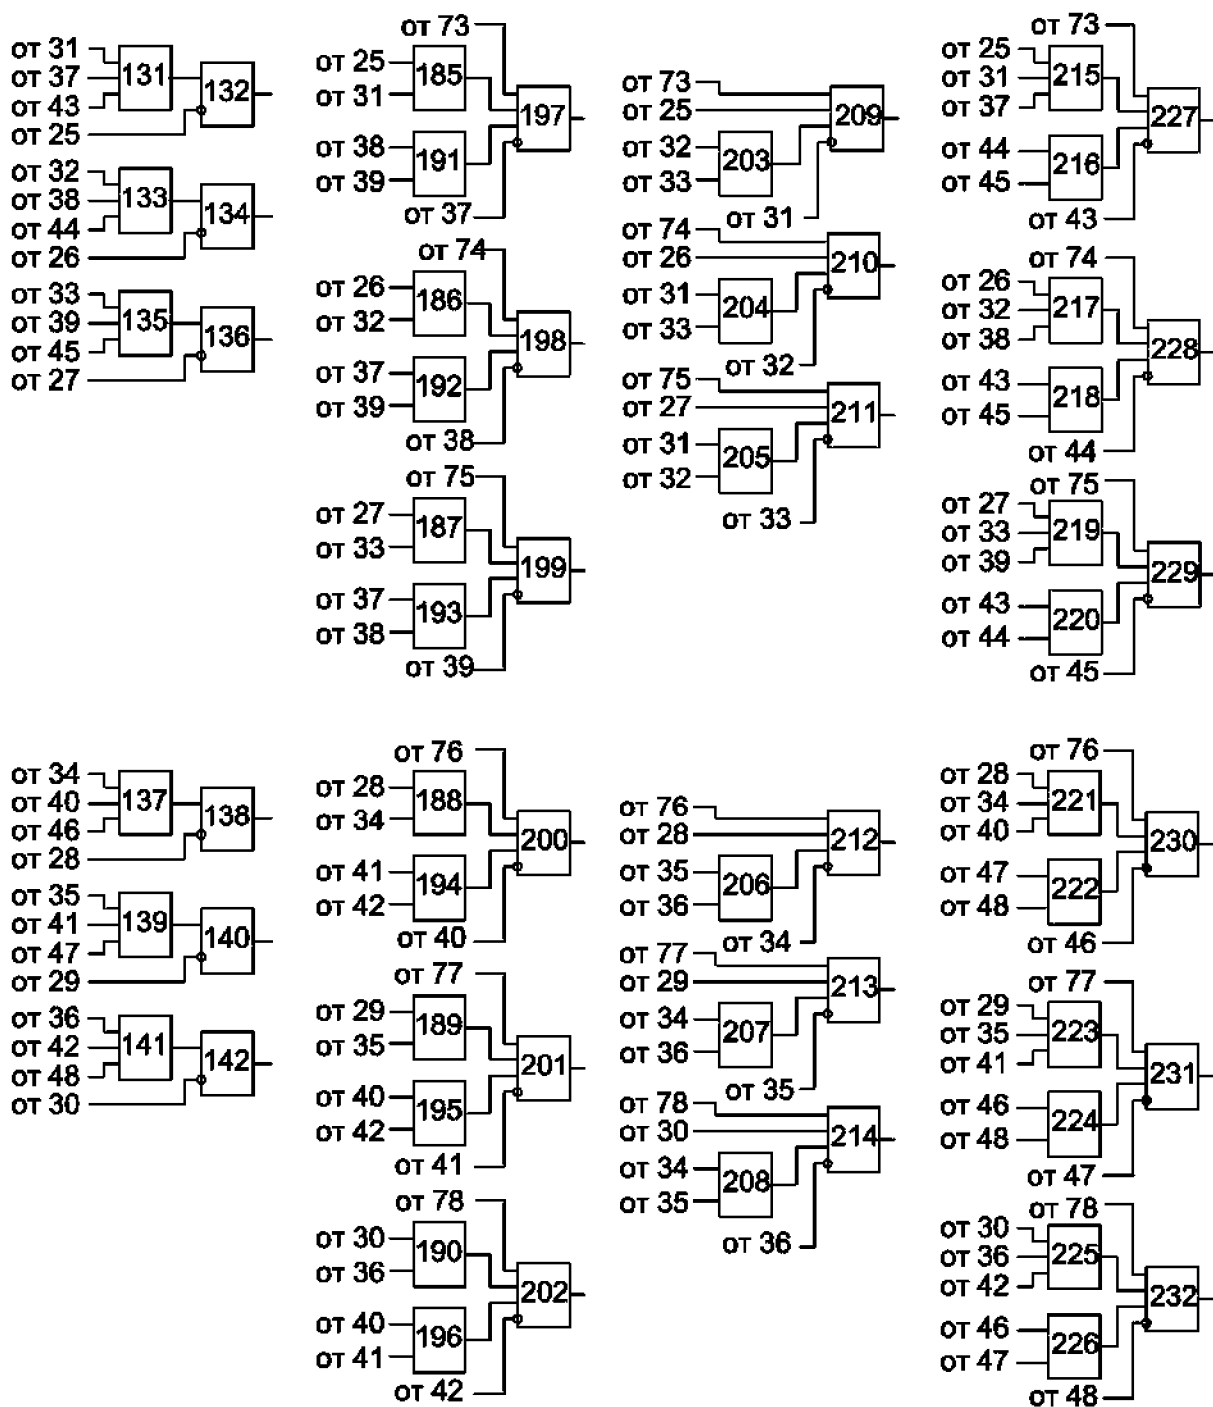 от 31
от 37
от 43
от 25
131
132
от 32
от 38
от 44
от 26
133
134
от 33
от 39
от 45
от 27
135
136
от 73
от 25
от 31
185
от 38
от 39
191
от 37
197
от 74
от 26
от 32
186
от 37
от 39
192
от 38
198
от 75
от 27
от 33
187
от 37
от 38
193
от 39
199
от 73
от 25
от 32
от 33
203
от 31
209
от 74
от 26
от 31
от 33
204
от 32
210
от 75
от 27
от 31
от 32
205
от 33
211
от 73
от 25
от 31
от 37
215
от 44
от 45
216
от 43
227
от 74
от 26
от 32
от 38
217
от 43
от 45
218
от 44
228
от 75
от 27
от 33
от 39
219
от 43
от 44
220
от 45
229
от 34
от 40
от 46
от 28
137
138
от 35
от 41
от 47
от 29
139
140
от 36
от 42
от 48
от 30
141
142
от 76
от 28
от 34
188
от 41
от 42
194
от 40
200
от 77
от 29
от 35
189
от 40
от 42
195
от 41
201
от 78
от 30
от 36
190
от 40
от 41
196
от 42
202
от 76
от 28
от 35
от 36
206
от 34
212
от 77
от 29
от 34
от 36
207
от 35
213
от 78
от 30
от 34
от 35
208
от 36
214
от 76
от 28
от 34
от 40
221
от 47
от 48
222
от 46
230
от 77
от 29
от 35
от 41
223
от 46
от 48
224
от 47
231
от 78
от 30
от 36
от 42
225
от 46
от 47
226
от 48
232